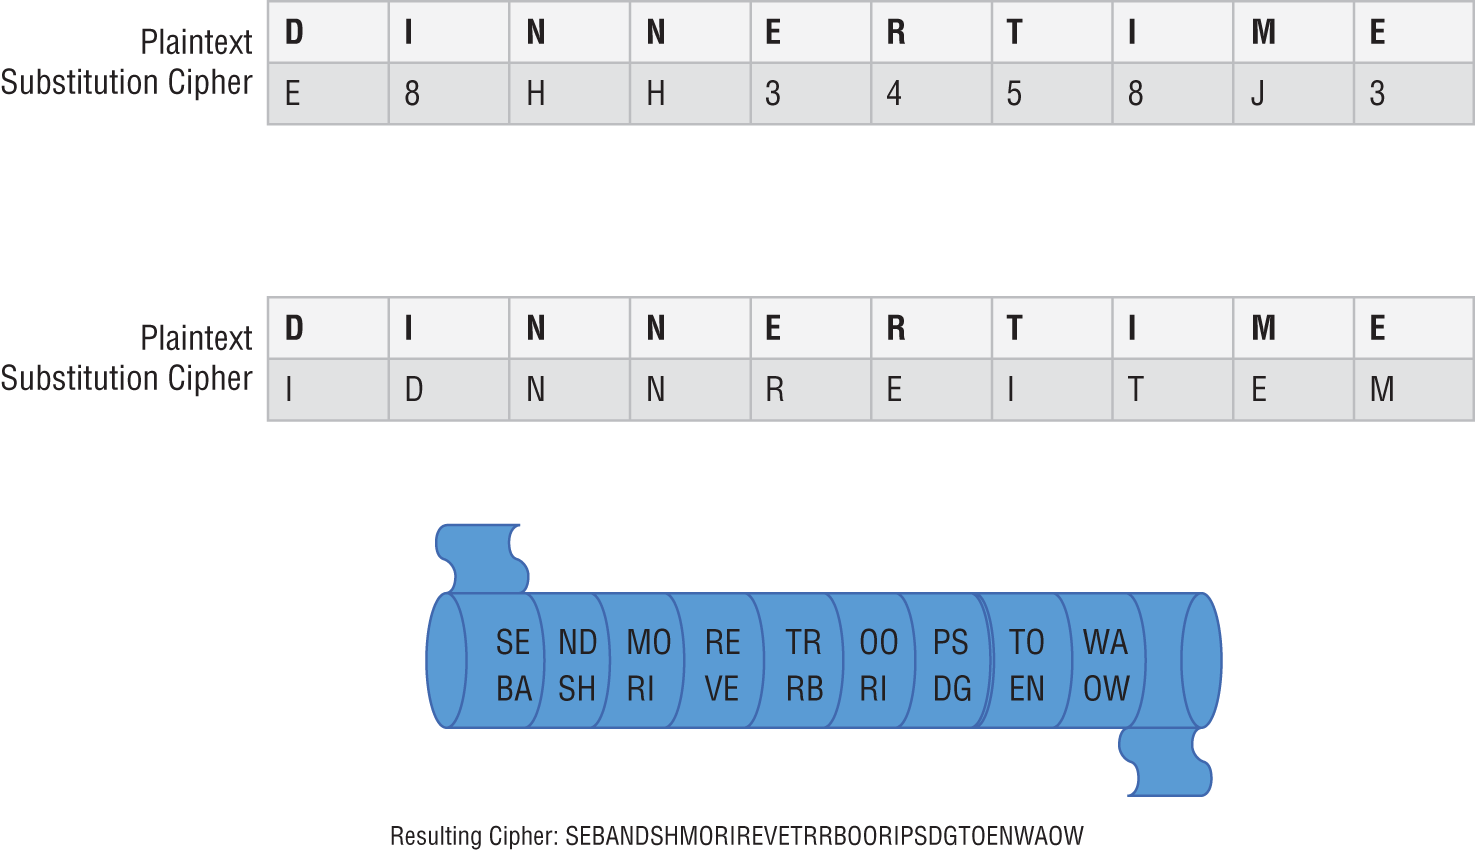 Plaintext D I N N E R T I M E
Substitution Cipher E 8 H H 3 4 5 8 J 3
Plaintext D I N N E R T I M E
Substitution Cipher I D N N R E I T E M
SE ND MO RE TR OO PS TO WA
BA SH RI VE RB RI DG EN OW
Resulting Cipher: SEBANDSHMORIREVETRRBOORIPSDGTOENWAOW